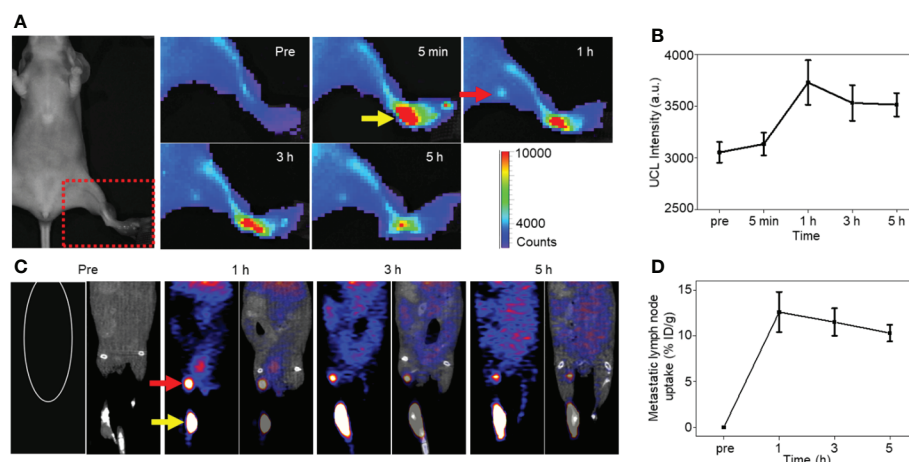 A
Pre
5 min
1 h
3 h
5 h
10000
4000
Counts
B
UCL Intensity (a.u.)
4000
3500
3000
2500
pre
5 min
1 h
3 h
5 h
Time
C
Pre
1 h
3 h
5 h
D
Metastatic lymph node
uptake (% ID/g)
15
10
5
0
pre
1
3
5
Time (h)